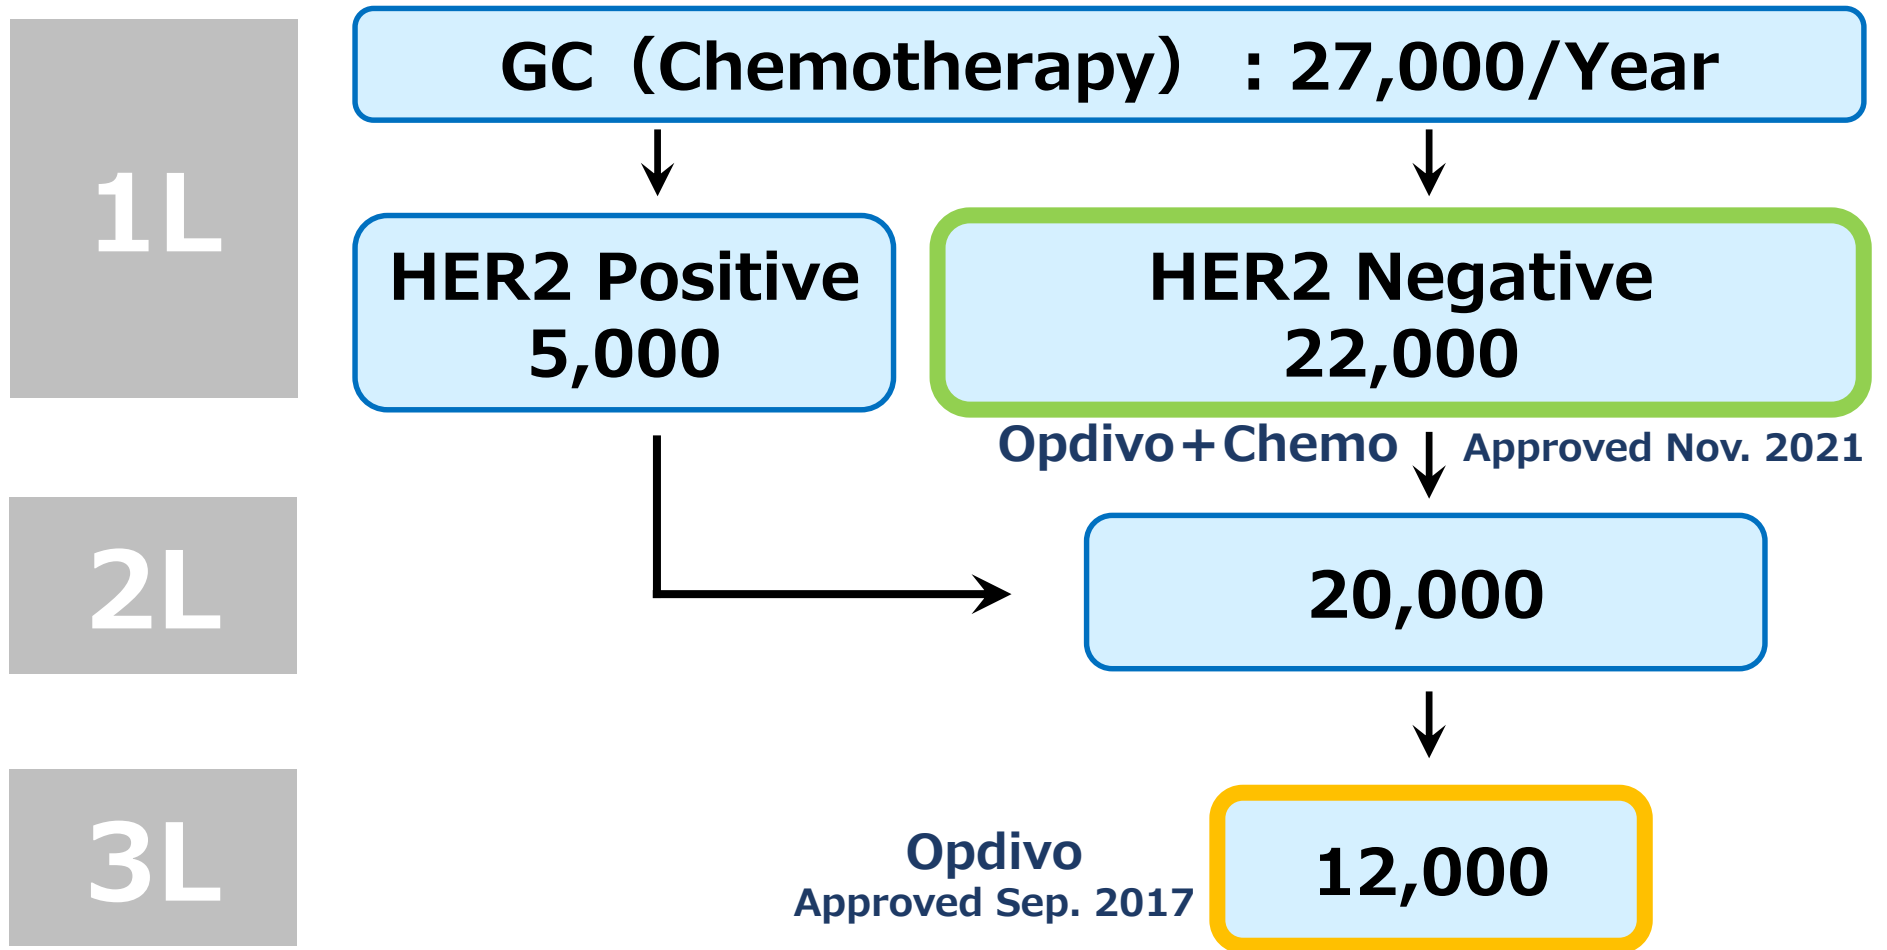 1L
GC（Chemotherapy）：27,000/Year
HER2 Positive
5,000
HER2 Negative
22,000
Opdivo＋Chemo
Approved Nov. 2021
2L
20,000
3L
Opdivo
Approved Sep. 2017
12,000